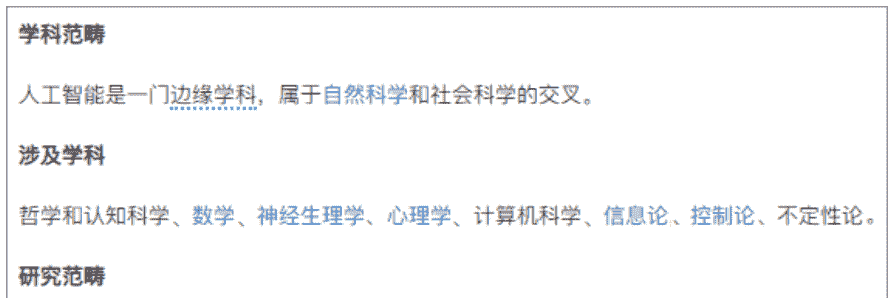 学科范畴
人工智能是一门边缘学科，属于自然科学和社会科学的交叉。
涉及学科
哲学和认知科学、数学、神经生理学、心理学、计算机科学、信息论、控制论、不定性论。
研究范畴